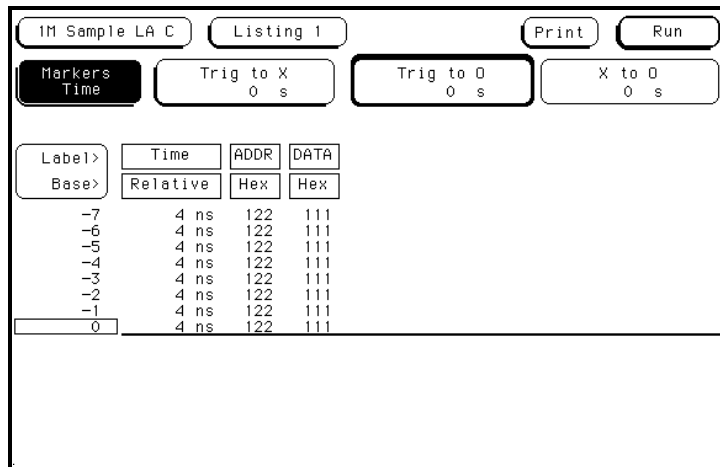 1M Sample LA C Listing 1 Print Run
Markers Time Trig to X 0 s Trig to O 0 s X to O 0 s
Label> Time ADDR DATA
Base> Relative Hex Hex
-7 4 ns 122 111
-6 4 ns 122 111
-5 4 ns 122 111
-4 4 ns 122 111
-3 4 ns 122 111
-2 4 ns 122 111
-1 4 ns 122 111
0 4 ns 122 111